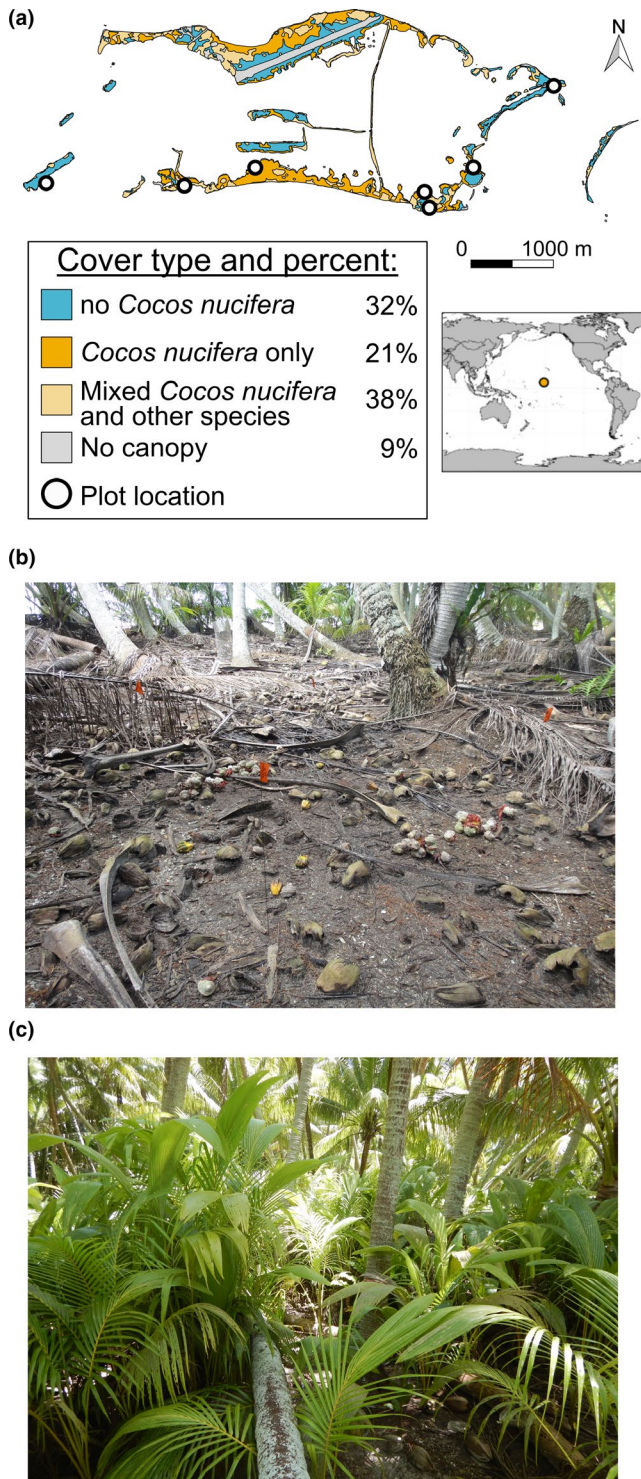 (a)
N
0 1000 m
Cover type and percent:
no Cocos nucifera 32%
Cocos nucifera only 21%
Mixed Cocos nucifera
and other species 38%
No canopy 9%
Plot location
(b)
(c)